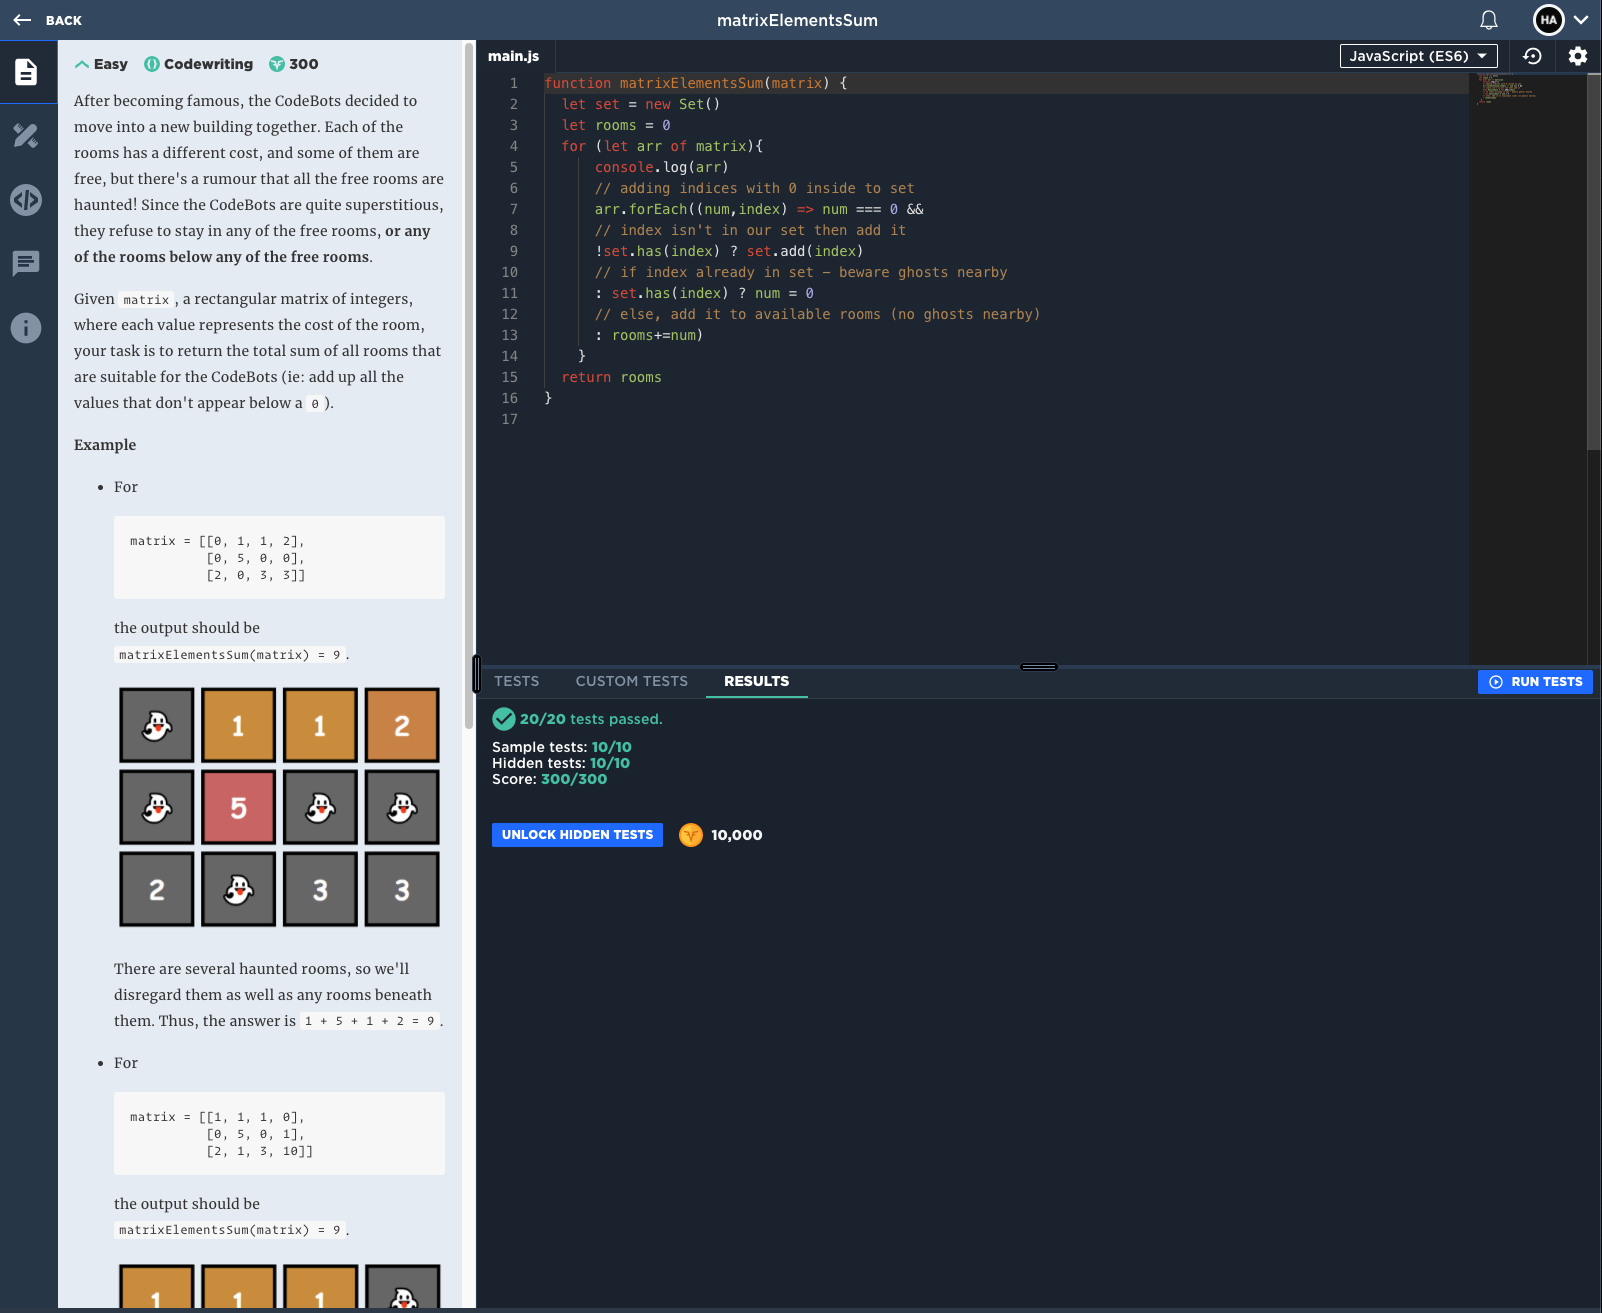 BACK
matrixElementsSum
HA
Easy Codewriting 300
After becoming famous, the CodeBots decided to
move into a new building together. Each of the
rooms has a different cost, and some of them are
free, but there's a rumour that all the free rooms are
haunted! Since the CodeBots are quite superstitious,
they refuse to stay in any of the free rooms, or any
of the rooms below any of the free rooms.
Given matrix, a rectangular matrix of integers,
where each value represents the cost of the room,
your task is to return the total sum of all rooms that
are suitable for the CodeBots (ie: add up all the
values that don't appear below a 0).
Example
• For
matrix = [[0, 1, 1, 2],
[0, 5, 0, 0],
[2, 0, 3, 3]]
the output should be
matrixElementsSum(matrix) = 9.
1 1 2
5
2 3 3
There are several haunted rooms, so we'll
disregard them as well as any rooms beneath
them. Thus, the answer is 1 + 5 + 1 + 2 = 9.
• For
matrix = [[1, 1, 1, 0],
[0, 5, 0, 1],
[2, 1, 3, 10]]
the output should be
matrixElementsSum(matrix) = 9.
1 1 1
main.js
JavaScript (ES6)
1 function matrixElementsSum(matrix) {
2 let set = new Set()
3 let rooms = 0
4 for (let arr of matrix){
5 console.log(arr)
6 // adding indices with 0 inside to set
7 arr.forEach((num,index) => num === 0 &&
8 // index isn't in our set then add it
9 !set.has(index) ? set.add(index)
10 // if index already in set – beware ghosts nearby
11 : set.has(index) ? num = 0
12 // else, add it to available rooms (no ghosts nearby)
13 : rooms+=num)
14 }
15 return rooms
16 }
17
TESTS CUSTOM TESTS RESULTS
RUN TESTS
20/20 tests passed.
Sample tests: 10/10
Hidden tests: 10/10
Score: 300/300
UNLOCK HIDDEN TESTS 10,000